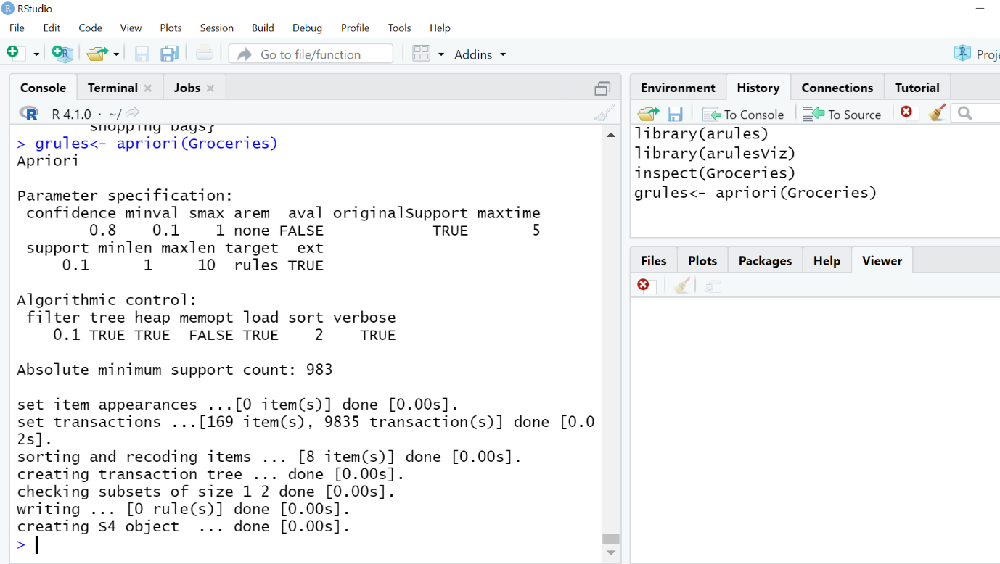 RStudio
File Edit Code View Plots Session Build Debug Profile Tools Help
Go to file/function Addins
Console Terminal Jobs
R 4.1.0 · ~/
shopping bags}
> grules<- apriori(Groceries)
Apriori
Parameter specification:
confidence minval smax arem aval originalSupport maxtime
0.8 0.1 1 none FALSE TRUE 5
support minlen maxlen target ext
0.1 1 10 rules TRUE
Algorithmic control:
filter tree heap memopt load sort verbose
0.1 TRUE TRUE FALSE TRUE 2 TRUE
Absolute minimum support count: 983
set item appearances ...[0 item(s)] done [0.00s].
set transactions ...[169 item(s), 9835 transaction(s)] done [0.0
2s].
sorting and recoding items ... [8 item(s)] done [0.00s].
creating transaction tree ... done [0.00s].
checking subsets of size 1 2 done [0.00s].
writing ... [0 rule(s)] done [0.00s].
creating S4 object ... done [0.00s].
>
Environment History Connections Tutorial
To Console To Source
library(arules)
library(arulesViz)
inspect(Groceries)
grules<- apriori(Groceries)
Files Plots Packages Help Viewer